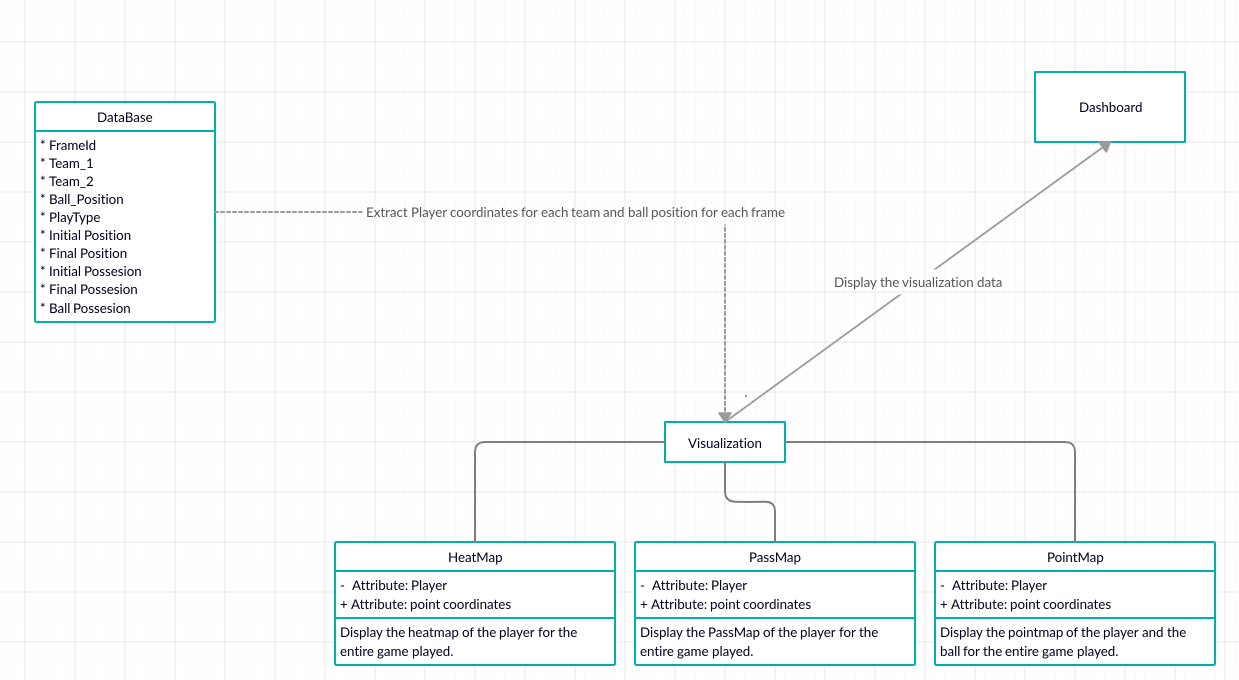 Dashboard
DataBase
* FrameId
* Team_1
* Team_2
* Ball_Position
* PlayType
* Initial Position
* Final Position
* Initial Possesion
* Final Possesion
* Ball Possesion
Extract Player coordinates for each team and ball position for each frame
Display the visualization data
Visualization
HeatMap
- Attribute: Player
+ Attribute: point coordinates
Display the heatmap of the player for the
entire game played.
PassMap
- Attribute: Player
+ Attribute: point coordinates
Display the PassMap of the player for the
entire game played.
PointMap
- Attribute: Player
+ Attribute: point coordinates
Display the pointmap of the player and the
ball for the entire game played.